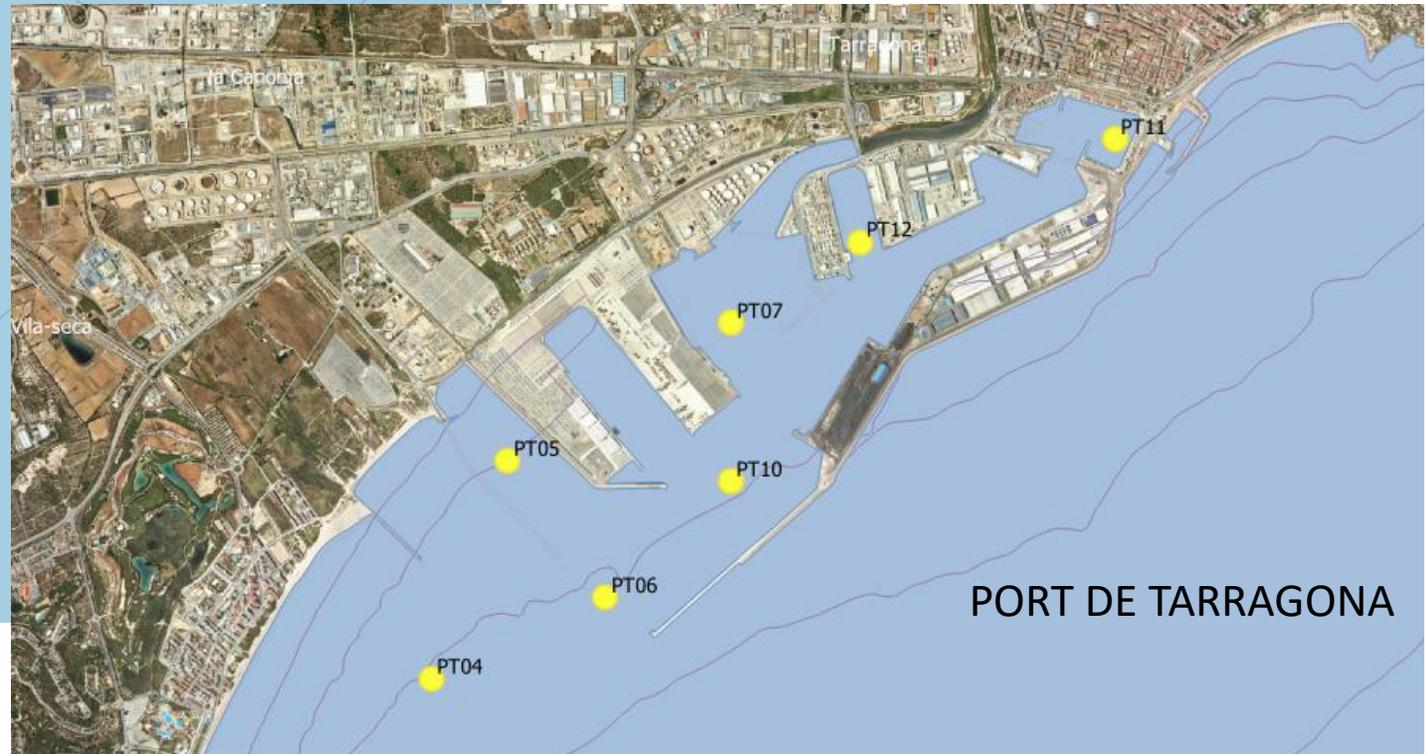 Tarragona
la Canonja
PT11
PT12
Vila-seca
PT07
PT05
PT10
PT06
PORT DE TARRAGONA
PT04